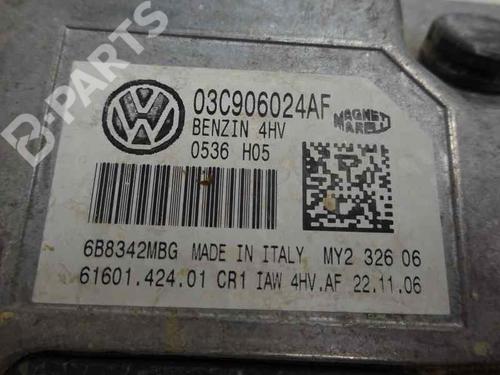 B-PARTS
VW
03C906024AF
MAGNETI
MARELLI
BENZIN 4HV
0536 H05
6B8342MBG MADE IN ITALY MY2 326 06
61601.424.01 CR1 IAW 4HV.AF 22.11.06